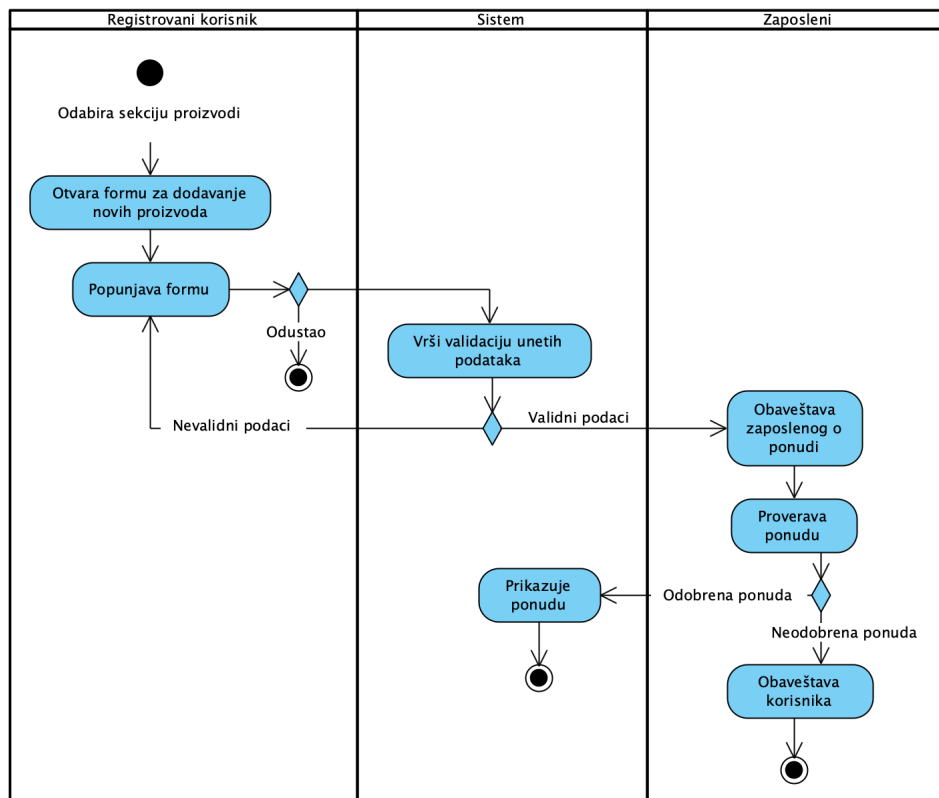 Registrovani korisnik
Sistem
Zaposleni
Odabira sekciju proizvodi
Otvara formu za dodavanje
novih proizvoda
Popunjava formu
Odustao
Vrši validaciju unetih
podataka
Nevalidni podaci
Validni podaci
Obaveštava
zaposlenog o
ponudi
Proverava
ponudu
Prikazuje
ponudu
Odobrena ponuda
Neodobrena ponuda
Obaveštava
korisnika